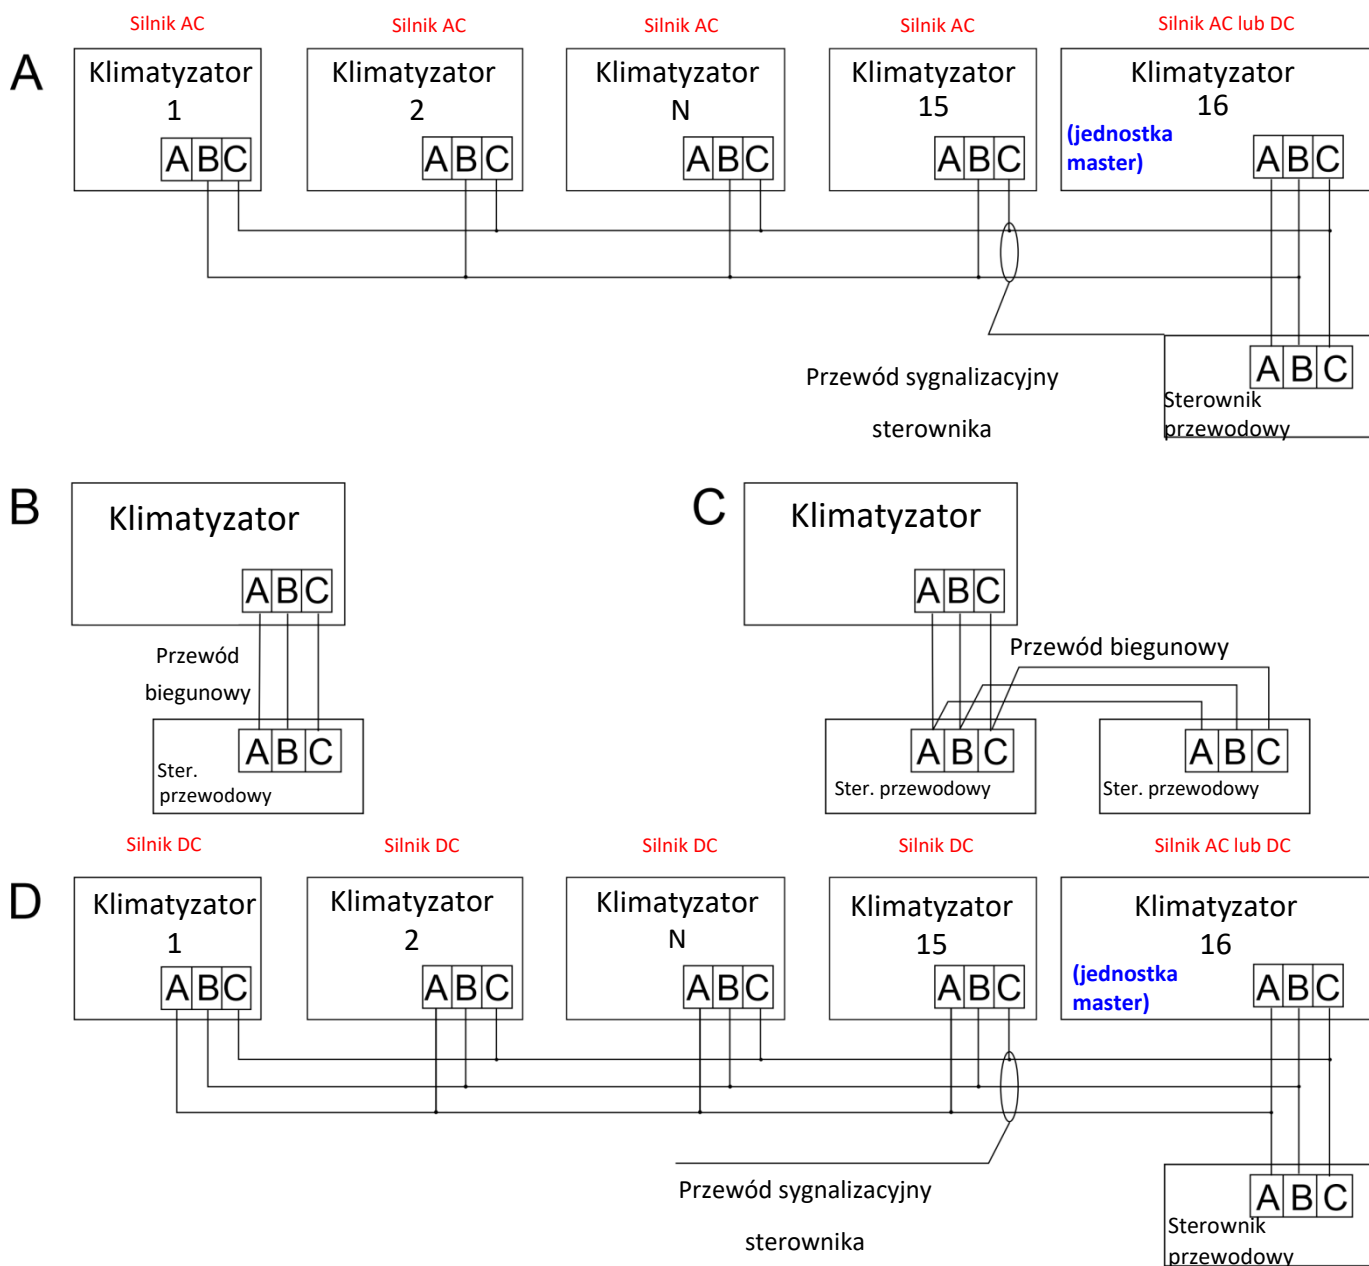 Silnik AC
Silnik AC
Silnik AC
Silnik AC
Silnik AC lub DC
A
Klimatyzator
1
A B C
Klimatyzator
2
A B C
Klimatyzator
N
A B C
Klimatyzator
15
A B C
Klimatyzator
16
(jednostka
master)
A B C
Przewód sygnalizacyjny
sterownika
A B C
Sterownik
przewodowy
B
Klimatyzator
A B C
Przewód
biegunowy
A B C
Ster.
przewodowy
C
Klimatyzator
A B C
Przewód biegunowy
A B C
Ster. przewodowy
A B C
Ster. przewodowy
Silnik DC
Silnik DC
Silnik DC
Silnik DC
Silnik AC lub DC
D
Klimatyzator
1
A B C
Klimatyzator
2
A B C
Klimatyzator
N
A B C
Klimatyzator
15
A B C
Klimatyzator
16
(jednostka
master)
A B C
Przewód sygnalizacyjny
sterownika
A B C
Sterownik
przewodowy